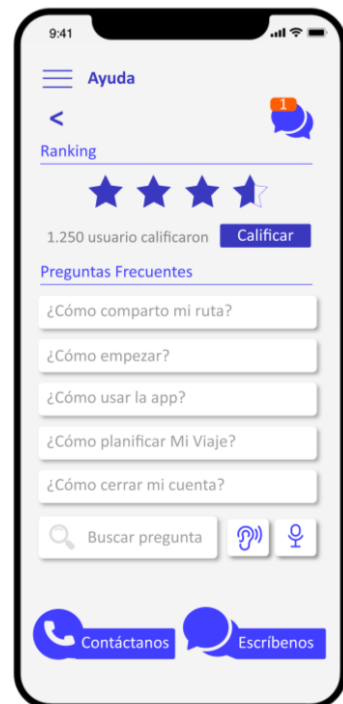 9:41
Ayuda
<
1
Ranking
1.250 usuario calificaron
Calificar
Preguntas Frecuentes
¿Cómo comparto mi ruta?
¿Cómo empezar?
¿Cómo usar la app?
¿Cómo planificar Mi Viaje?
¿Cómo cerrar mi cuenta?
Buscar pregunta
Contáctanos
Escríbenos